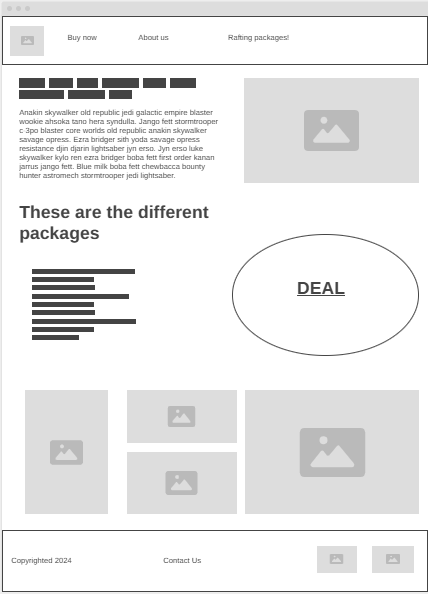 Buy now
About us
Rafting packages!
Anakin skywalker old republic jedi galactic empire blaster
wookie ahsoka tano hera syndulla. Jango fett stormtrooper
c 3po blaster core worlds old republic anakin skywalker
savage opress. Ezra bridger sith yoda savage opress
resistance djn djarin lightsaber jyn erso. Jyn erso luke
skywalker kylo ren ezra bridger boba fett first order kanan
jarrus jango fett. Blue milk boba fett chewbacca bounty
hunter astromech stormtrooper jedi lightsaber.
These are the different
packages
DEAL
Copyrighted 2024
Contact Us